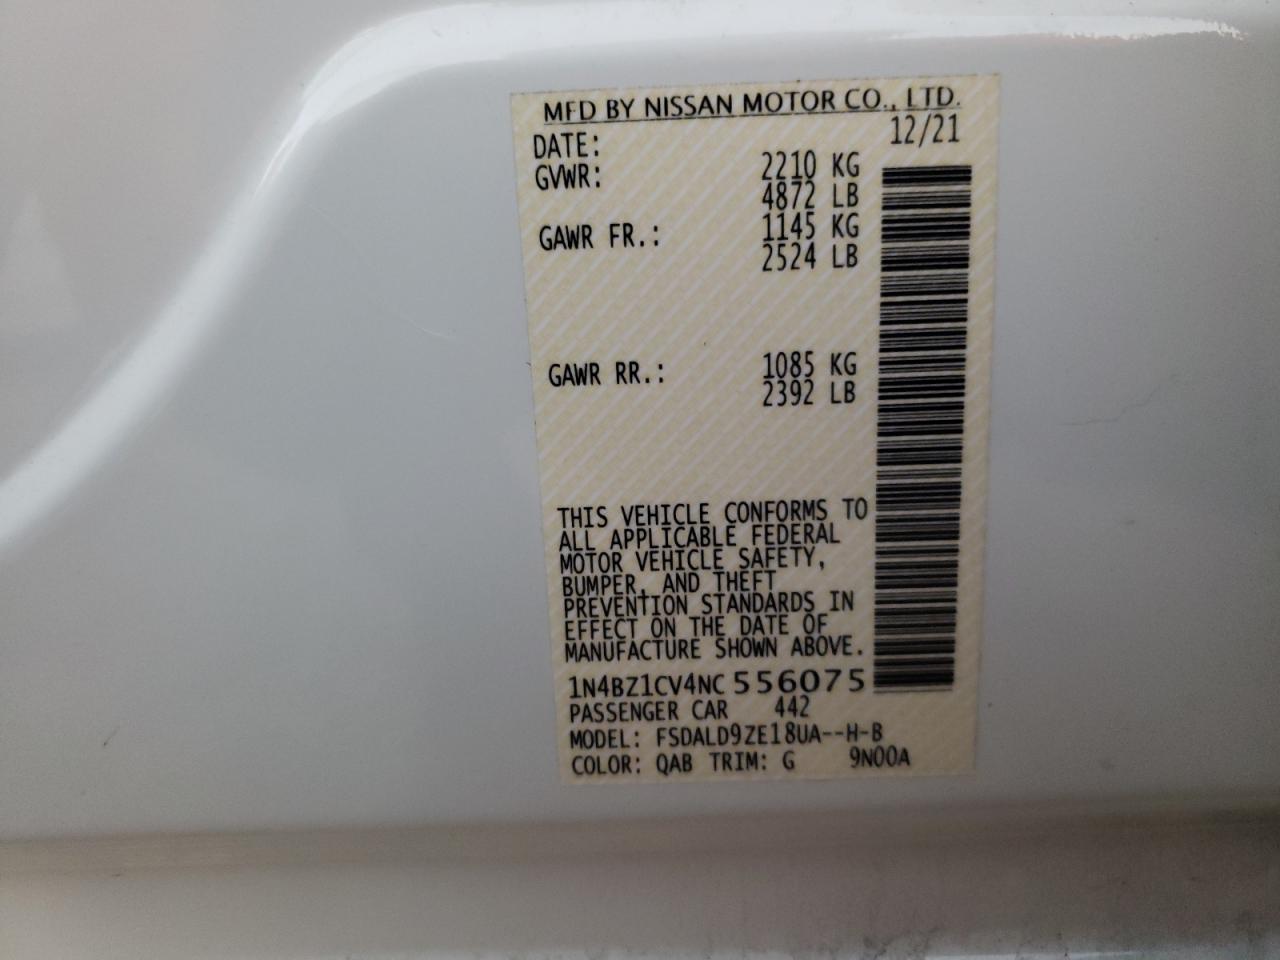 MFD BY NISSAN MOTOR CO., LTD.
DATE: 12/21
GVWR: 2210 KG
4872 LB
GAWR FR.: 1145 KG
2524 LB
GAWR RR.: 1085 KG
2392 LB
THIS VEHICLE CONFORMS TO
ALL APPLICABLE FEDERAL
MOTOR VEHICLE SAFETY,
BUMPER, AND THEFT
PREVENTION STANDARDS IN
EFFECT ON THE DATE OF
MANUFACTURE SHOWN ABOVE.
1N4BZ1CV4NC556075
PASSENGER CAR 442
MODEL: FSDALD9ZE18UA--H-B
COLOR: QAB TRIM: G 9N00A